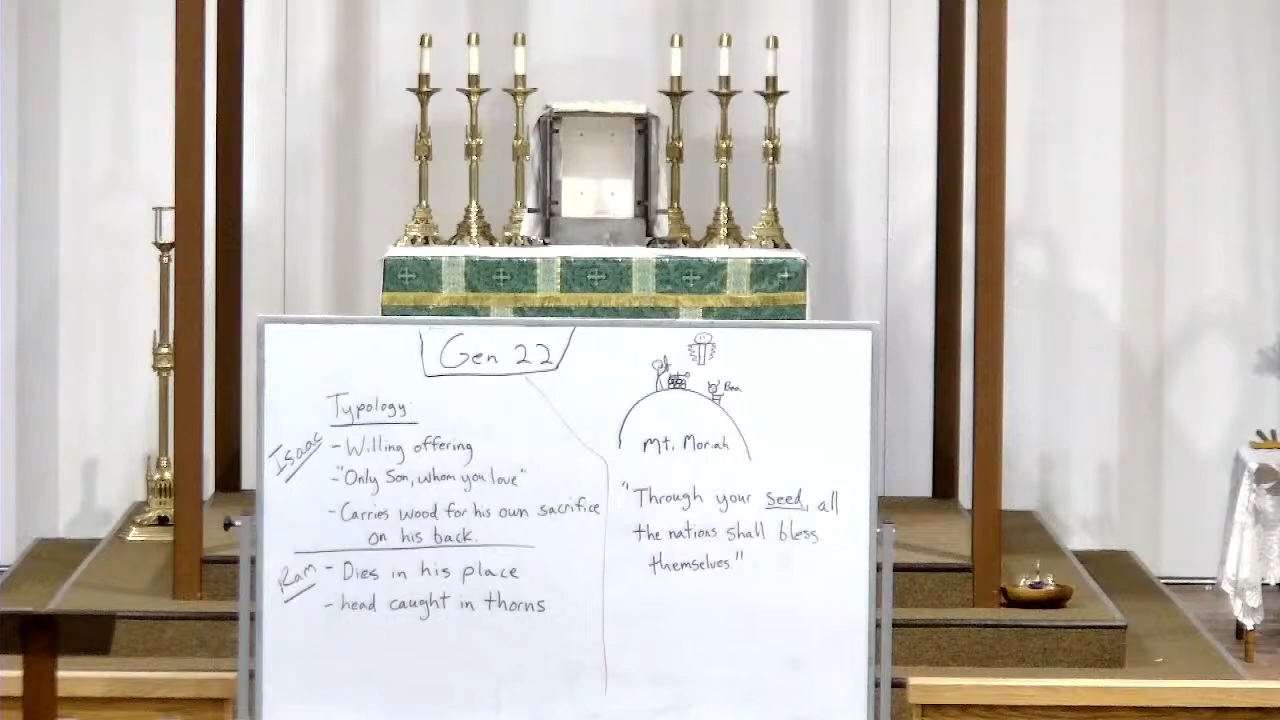 Gen 22
Typology
Isaac
- Willing offering
- "Only Son, whom you love"
- Carries wood for his own sacrifice
on his back.
Ram
- Dies in his place
- head caught in thorns
Baa
Mt. Moriah
"Through your seed, all
the nations shall bless
themselves"